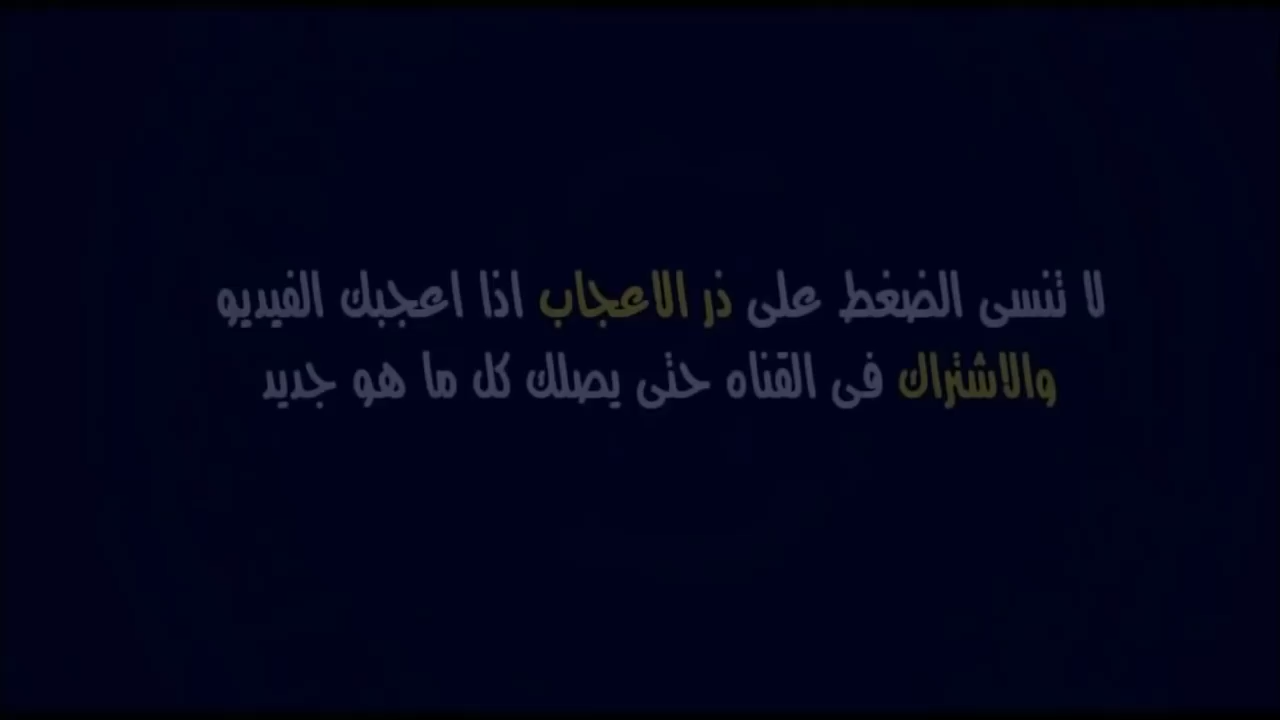 لا تنسى الضغط على ذر الاعجاب اذا اعجبك الفيديو
والاشتراك فى القناه حتى يصلك كل ما هو جديد